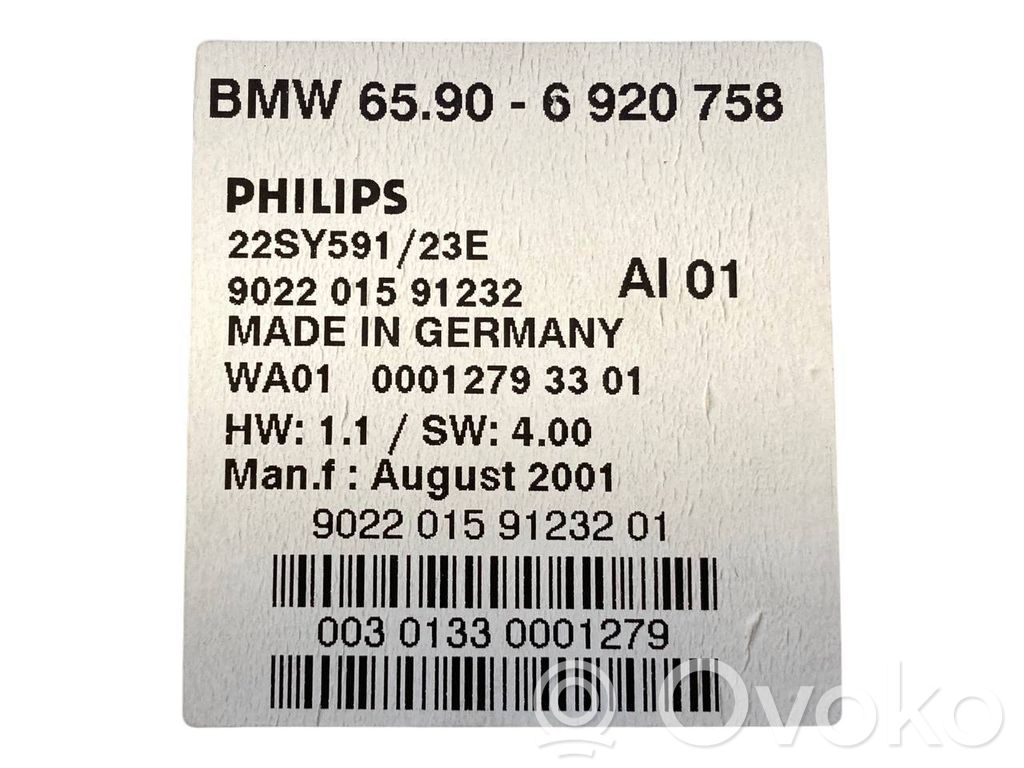 BMW 65.90 - 6 920 758
PHILIPS
22SY591/23E
9022 015 91232 AI 01
MADE IN GERMANY
WA01 0001279 33 01
HW: 1.1 / SW: 4.00
Man.f : August 2001
9022 015 91232 01
003 0133 0001279
Ovoko